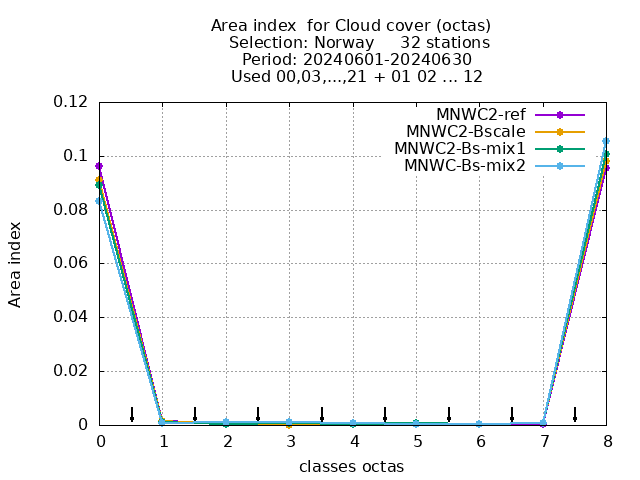 Area index  for Cloud cover (octas)
Selection: Norway     32 stations
Period: 20240601-20240630
Used 00,03,...,21 + 01 02 ... 12
0.12
0.1
0.08
0.06
0.04
0.02
0
Area index
MNWC2-ref
MNWC2-Bscale
MNWC2-Bs-mix1
MNWC-Bs-mix2
0 1 2 3 4 5 6 7 8
classes octas